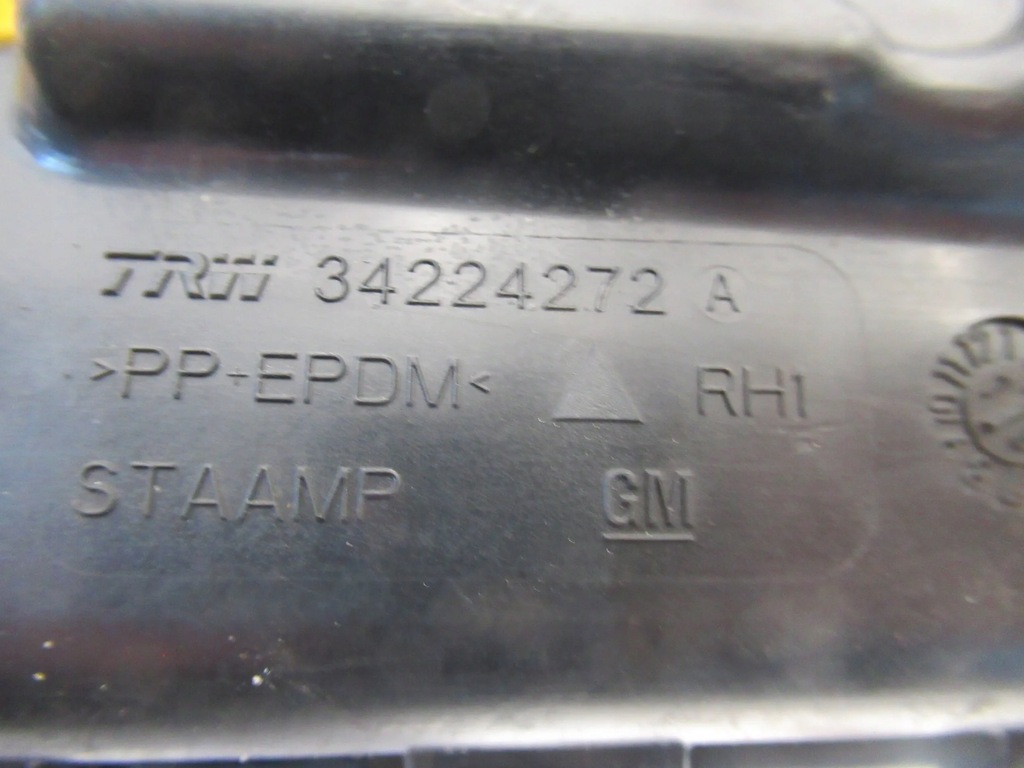 TRW 34224272 A
>PP+EPDM< RH1
STAAMP GM